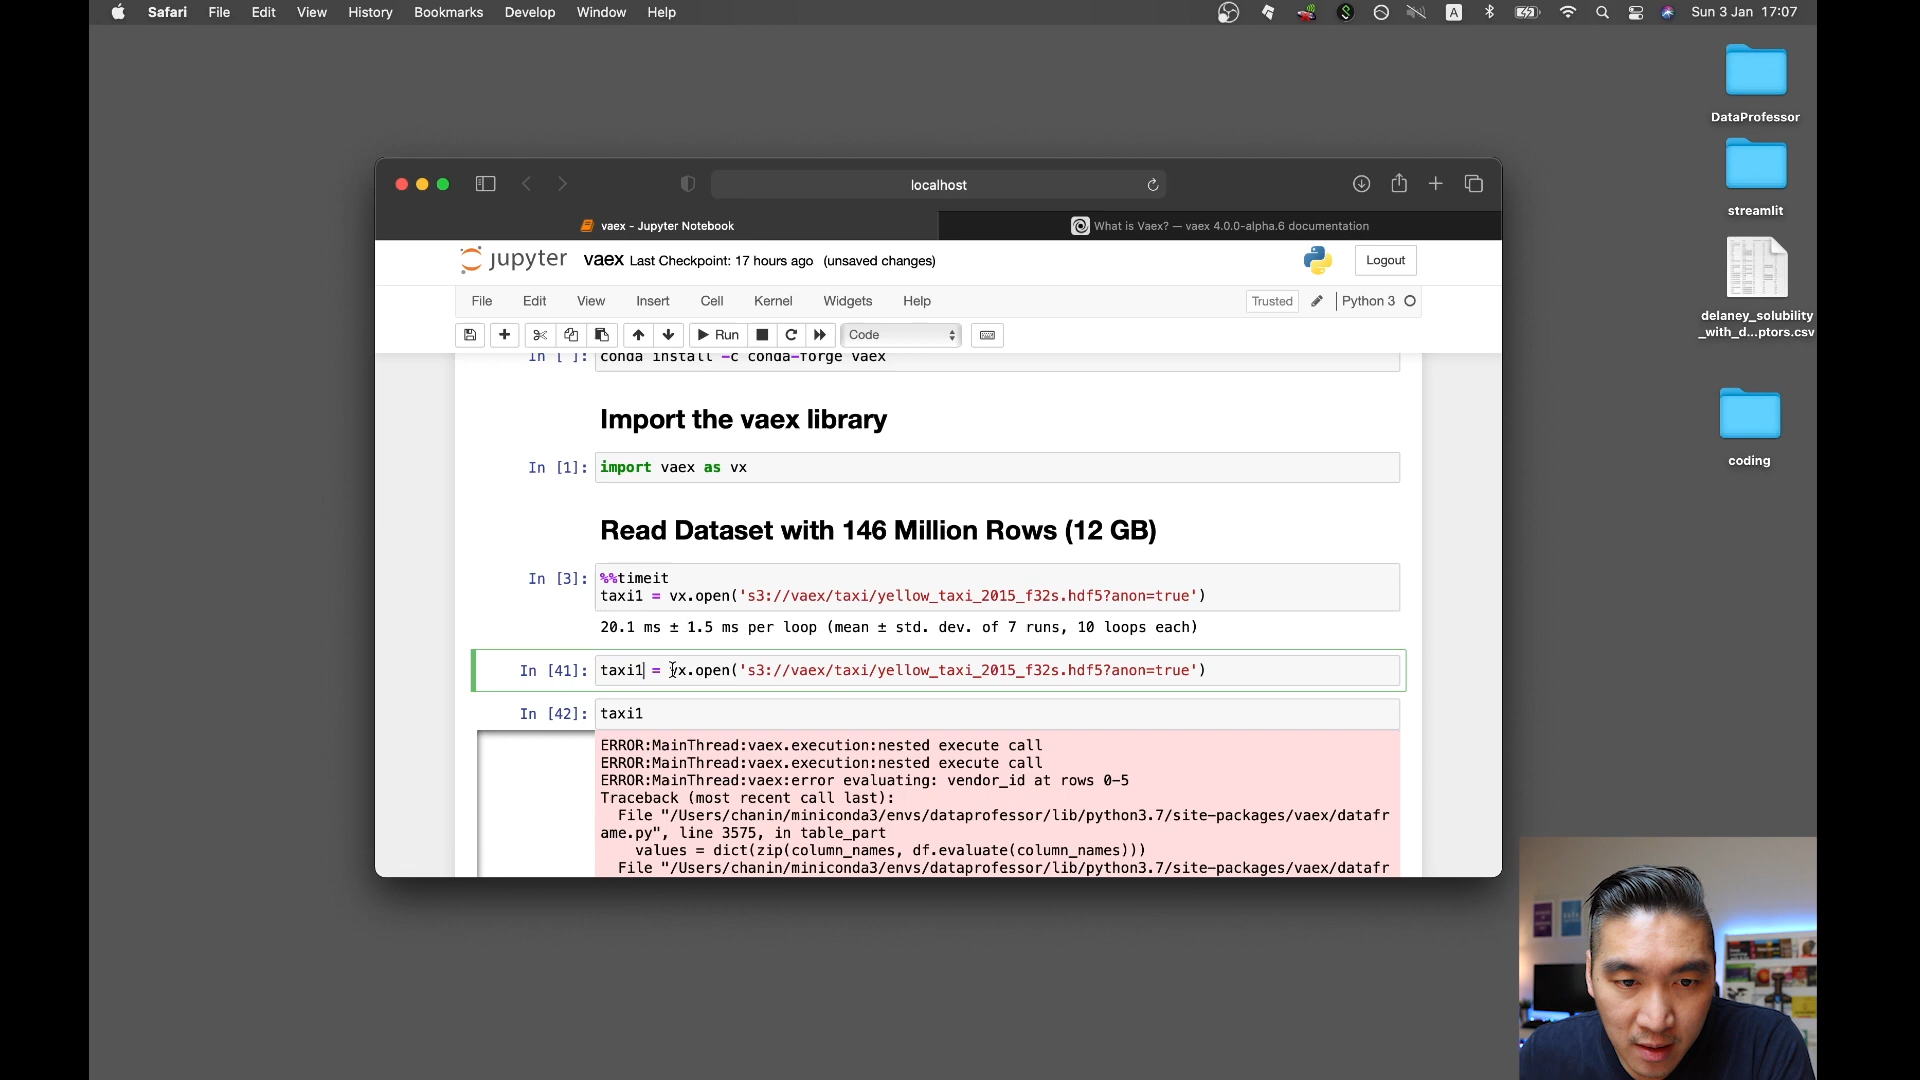 Safari File Edit View History Bookmarks Develop Window Help
A
Sun 3 Jan 17:07
DataProfessor
streamlit
delaney_solubility
_with_d...ptors.csv
coding
localhost
vaex - Jupyter Notebook
What is Vaex? — vaex 4.0.0-alpha.6 documentation
jupyter vaex Last Checkpoint: 17 hours ago (unsaved changes)
Logout
File Edit View Insert Cell Kernel Widgets Help
Trusted
Python 3
Run
Code
In [ ]: conda install -c conda-forge vaex
Import the vaex library
In [1]: import vaex as vx
Read Dataset with 146 Million Rows (12 GB)
In [3]: %%timeit
taxi1 = vx.open('s3://vaex/taxi/yellow_taxi_2015_f32s.hdf5?anon=true')
20.1 ms ± 1.5 ms per loop (mean ± std. dev. of 7 runs, 10 loops each)
In [41]: taxi1 = vx.open('s3://vaex/taxi/yellow_taxi_2015_f32s.hdf5?anon=true')
In [42]: taxi1
ERROR:MainThread:vaex.execution:nested execute call
ERROR:MainThread:vaex.execution:nested execute call
ERROR:MainThread:vaex:error evaluating: vendor_id at rows 0-5
Traceback (most recent call last):
File "/Users/chanin/miniconda3/envs/dataprofessor/lib/python3.7/site-packages/vaex/datafr
ame.py", line 3575, in table_part
values = dict(zip(column_names, df.evaluate(column_names)))
File "/Users/chanin/miniconda3/envs/dataprofessor/lib/python3.7/site-packages/vaex/datafr